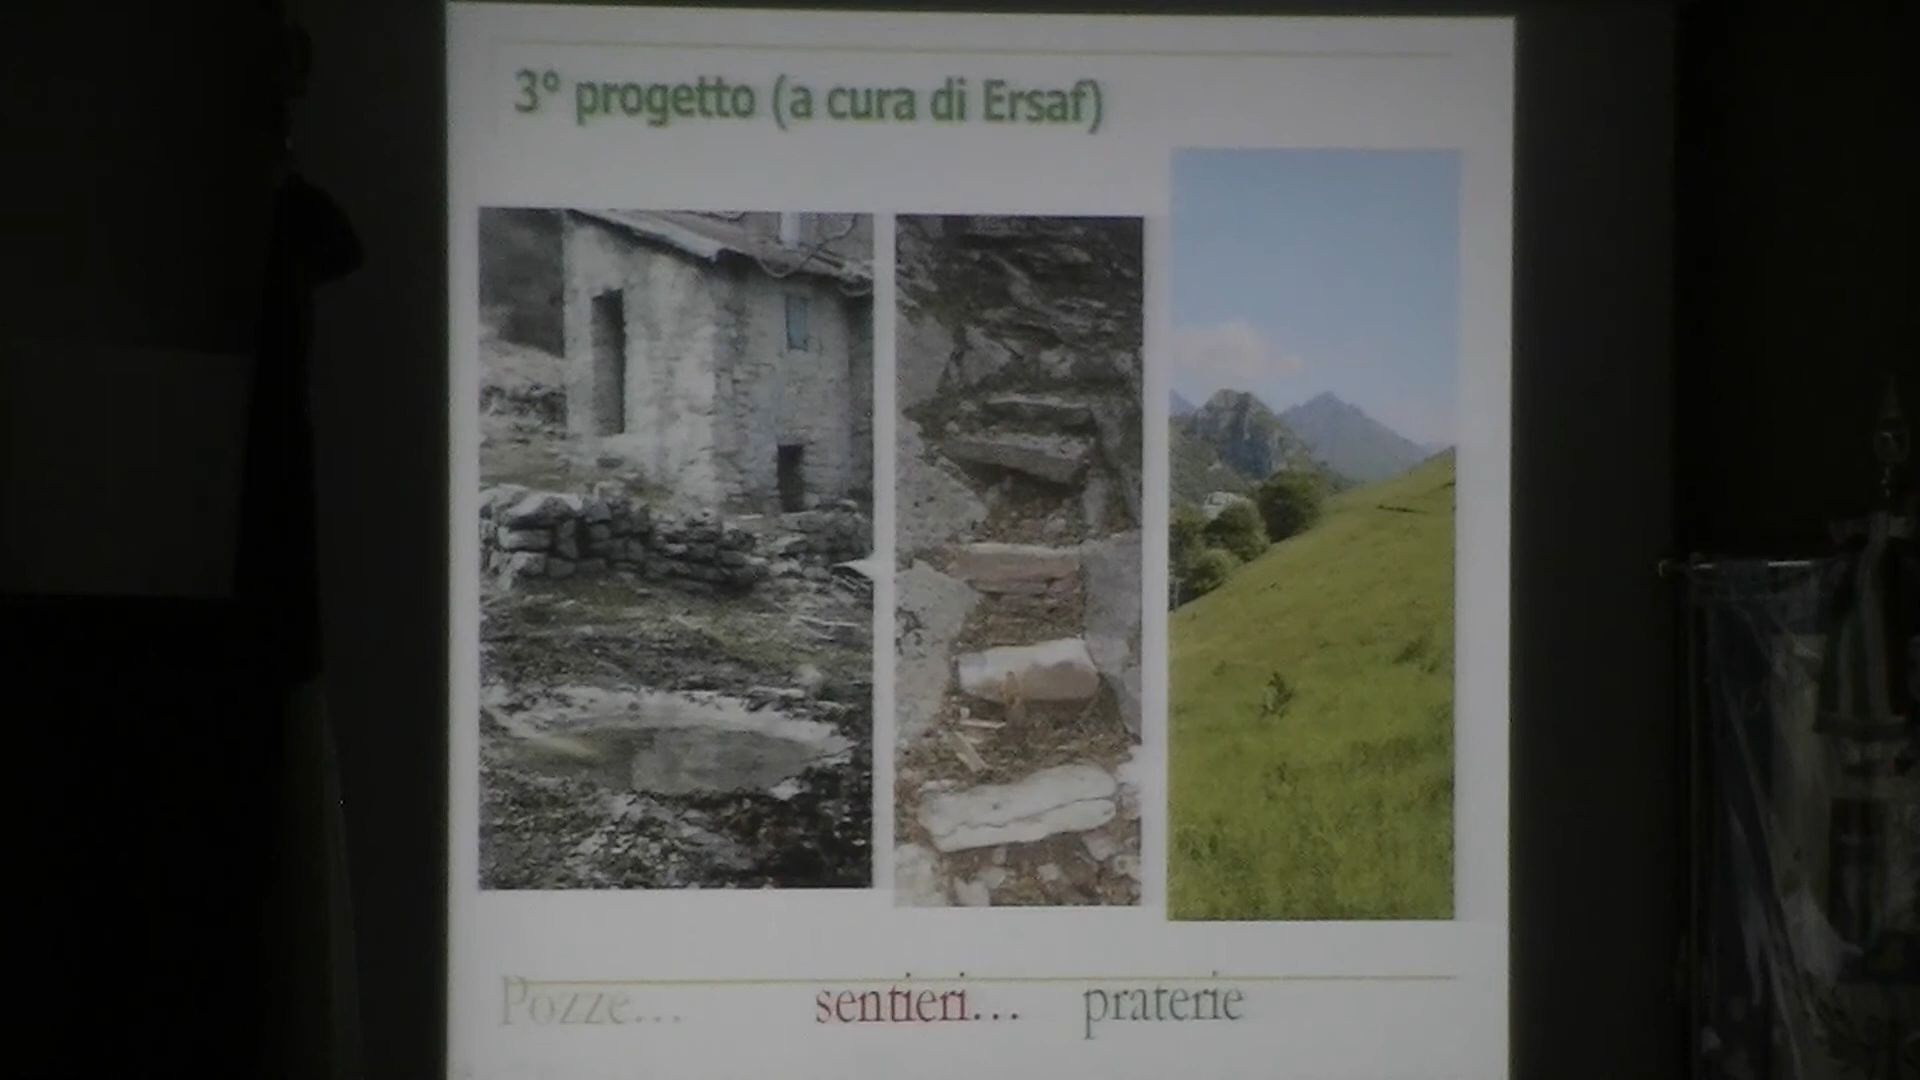 3° progetto (a cura di Ersaf)
Pozze... sentieri... praterie